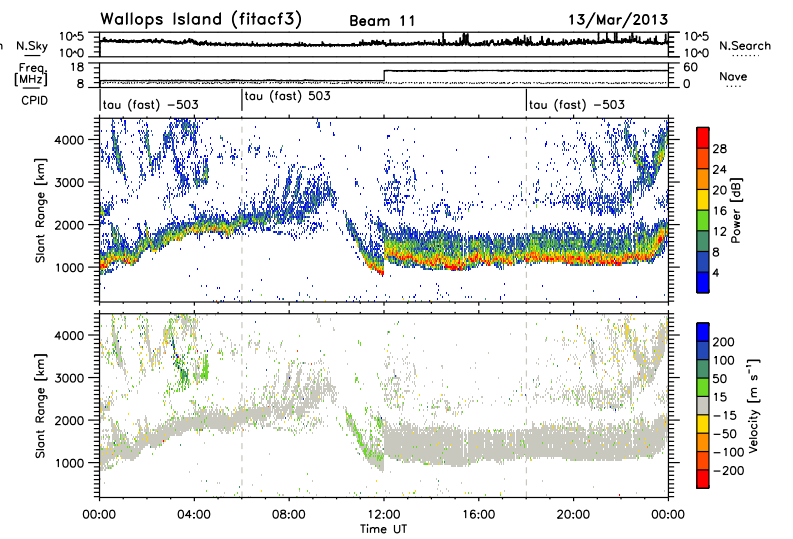 Wallops Island (fitacf3) Beam 11 13/Mar/2013
n N.Sky 10^5 10^0 10^5 10^0 N.Search
Freq. [MHz] 18 8 60 0 Nave
CPID tau (fast) -503 tau (fast) 503 tau (fast) -503
Slant Range [km] 4000 3000 2000 1000
28 24 20 16 12 8 4 Power [dB]
Slant Range [km] 4000 3000 2000 1000
200 100 50 15 -15 -50 -100 -200 Velocity [m s⁻¹]
00:00 04:00 08:00 12:00 16:00 20:00 00:00
Time UT